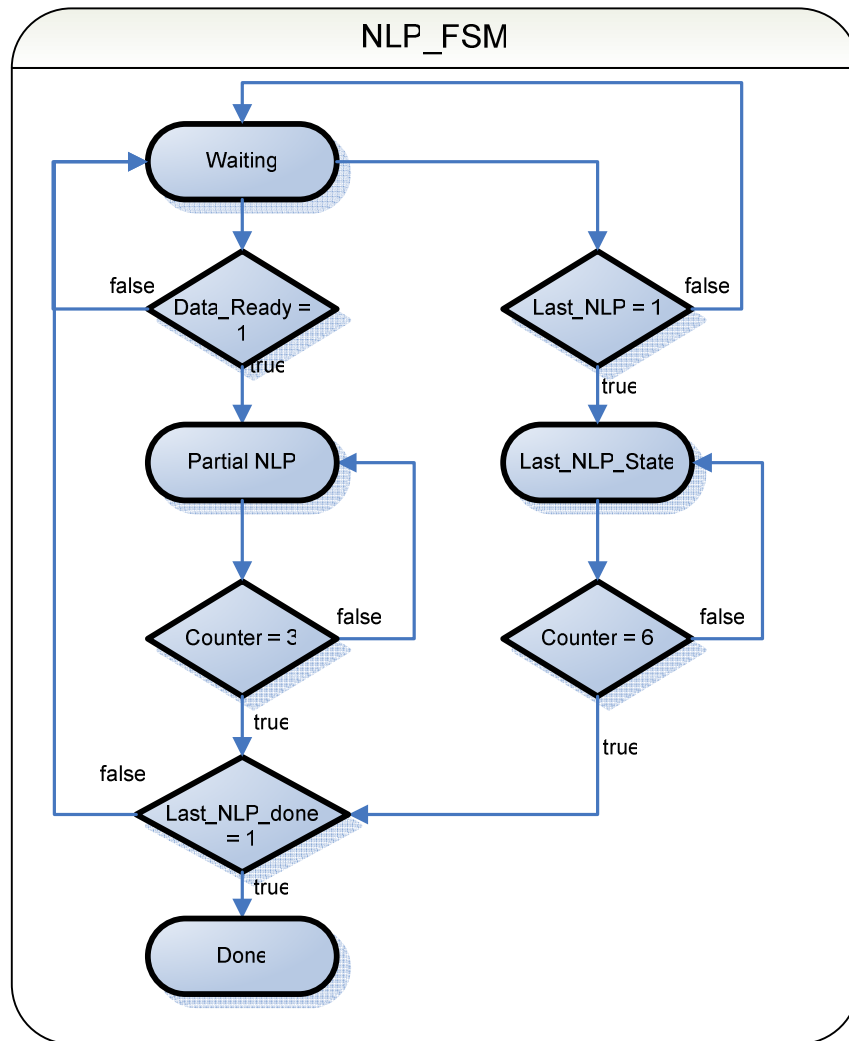 NLP_FSM
Waiting
false
Data_Ready =
1
true
false
Last_NLP = 1
true
Partial NLP
Last_NLP_State
false
Counter = 3
true
false
Counter = 6
true
false
Last_NLP_done
= 1
true
Done